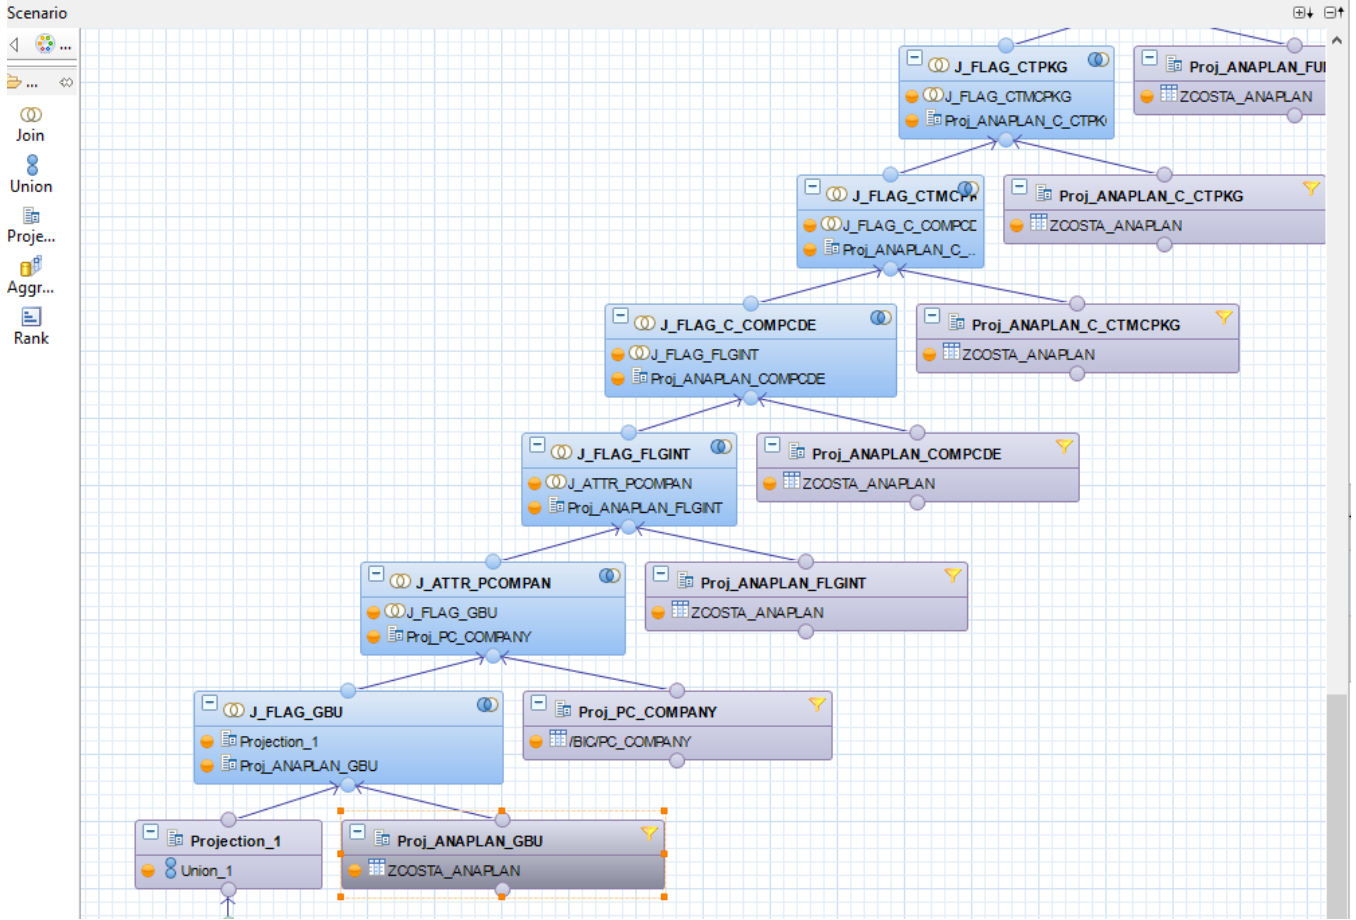 Scenario
...
...
Join
Union
Proje...
Aggr...
Rank
J_FLAG_CTPKG
J_FLAG_CTMCPKG
Proj_ANAPLAN_C_CTPK
Proj_ANAPLAN_FU
ZCOSTA_ANAPLAN
J_FLAG_CTMCPK
J_FLAG_C_COMPCDE
Proj_ANAPLAN_C_...
Proj_ANAPLAN_C_CTPKG
ZCOSTA_ANAPLAN
J_FLAG_C_COMPCDE
J_FLAG_FLGINT
Proj_ANAPLAN_COMPCDE
Proj_ANAPLAN_C_CTMCPKG
ZCOSTA_ANAPLAN
J_FLAG_FLGINT
J_ATTR_PCOMPAN
Proj_ANAPLAN_FLGINT
Proj_ANAPLAN_COMPCDE
ZCOSTA_ANAPLAN
J_ATTR_PCOMPAN
J_FLAG_GBU
Proj_PC_COMPANY
Proj_ANAPLAN_FLGINT
ZCOSTA_ANAPLAN
J_FLAG_GBU
Projection_1
Proj_ANAPLAN_GBU
Proj_PC_COMPANY
/BIC/PC_COMPANY
Projection_1
Union_1
Proj_ANAPLAN_GBU
ZCOSTA_ANAPLAN